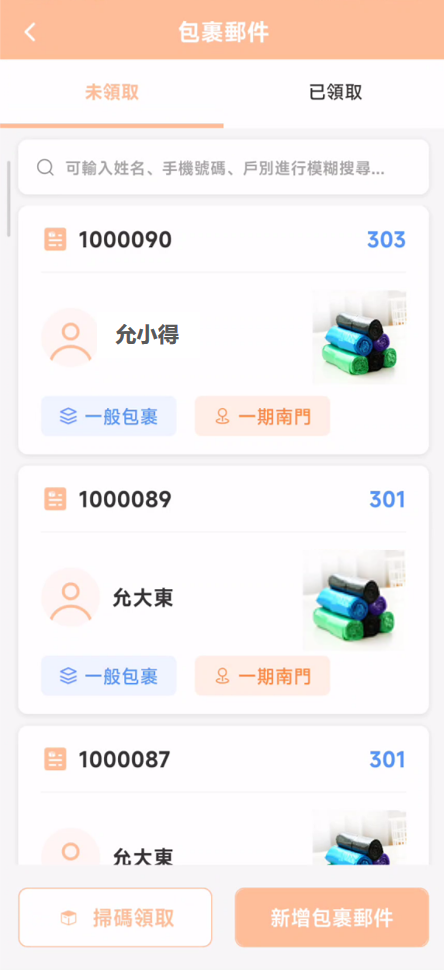 包裹郵件
未領取
已領取
可輸入姓名、手機號碼、戶別進行模糊搜尋...
1000090
303
允小得
一般包裹
一期南門
1000089
301
允大東
一般包裹
一期南門
1000087
301
允大東
掃碼領取
新增包裹郵件